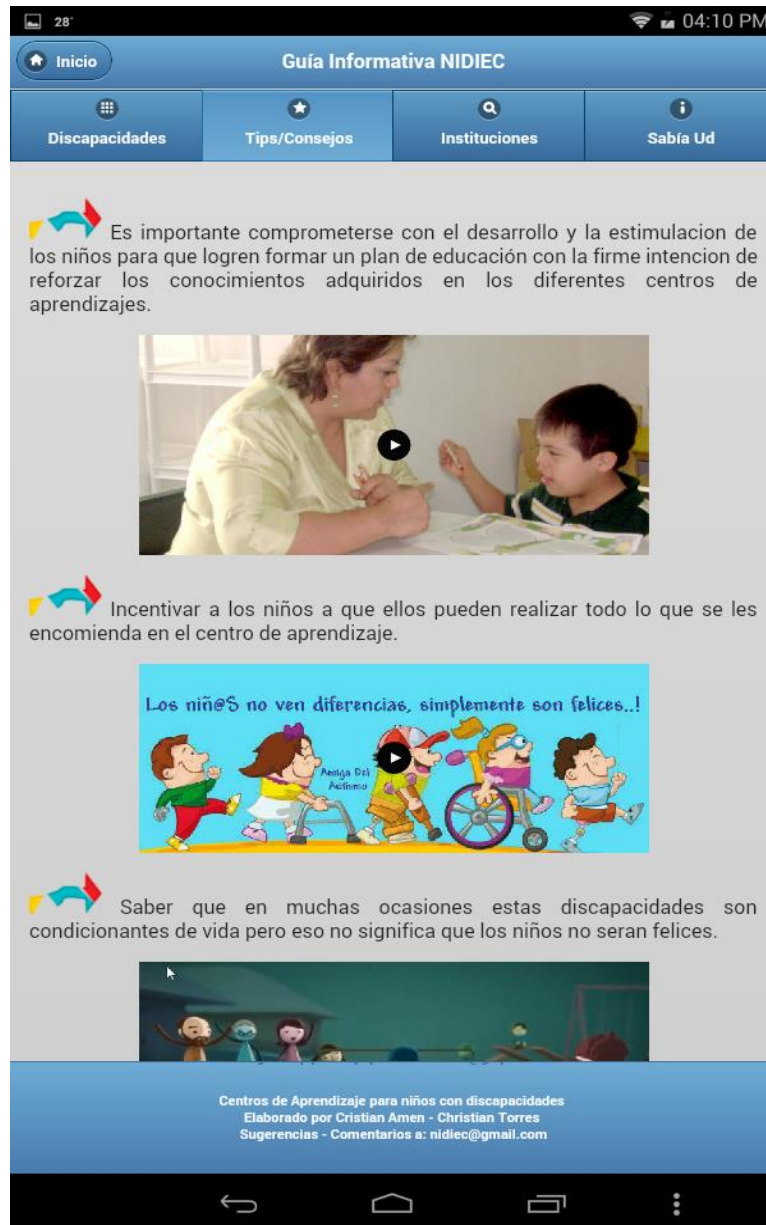 28°
04:10 PM
Inicio
Guía Informativa NIDIEC
Discapacidades
Tips/Consejos
Instituciones
Sabía Ud
Es importante comprometerse con el desarrollo y la estimulacion de
los niños para que logren formar un plan de educación con la firme intencion de
reforzar los conocimientos adquiridos en los diferentes centros de
aprendizajes.
Incentivar a los niños a que ellos pueden realizar todo lo que se les
encomienda en el centro de aprendizaje.
Los niñ@S no ven diferencias, simplemente son felices..!
Amiga Del
Autismo
Saber que en muchas ocasiones estas discapacidades son
condicionantes de vida pero eso no significa que los niños no seran felices.
Centros de Aprendizaje para niños con discapacidades
Elaborado por Cristian Amen - Christian Torres
Sugerencias - Comentarios a: nidiec@gmail.com